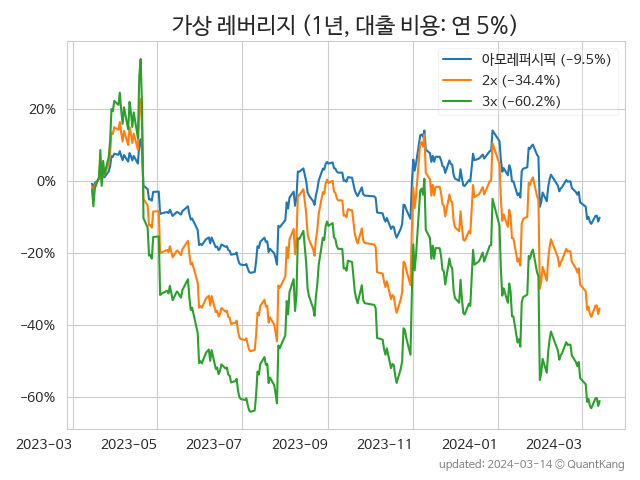 가상 레버리지 (1년, 대출 비용: 연 5%)
아모레퍼시픽 (−9.5%)
2x (−34.4%)
3x (−60.2%)
20%
0%
−20%
−40%
−60%
2023-03 2023-05 2023-07 2023-09 2023-11 2024-01 2024-03
updated: 2024-03-14 ⓒ QuantKang